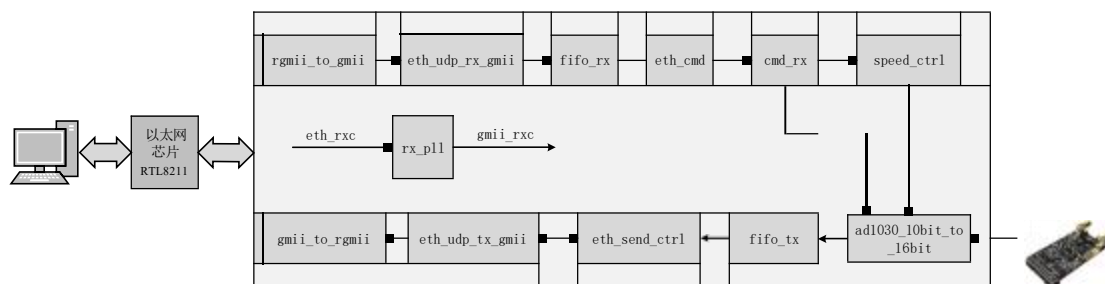 rgmii_to_gmii
eth_udp_rx_gmii
fifo_rx
eth_cmd
cmd_rx
speed_ctrl
以太网
芯片
RTL8211
eth_rxc
rx_pll
gmii_rxc
gmii_to_rgmii
eth_udp_tx_gmii
eth_send_ctrl
fifo_tx
ad1030_10bit_to
_16bit